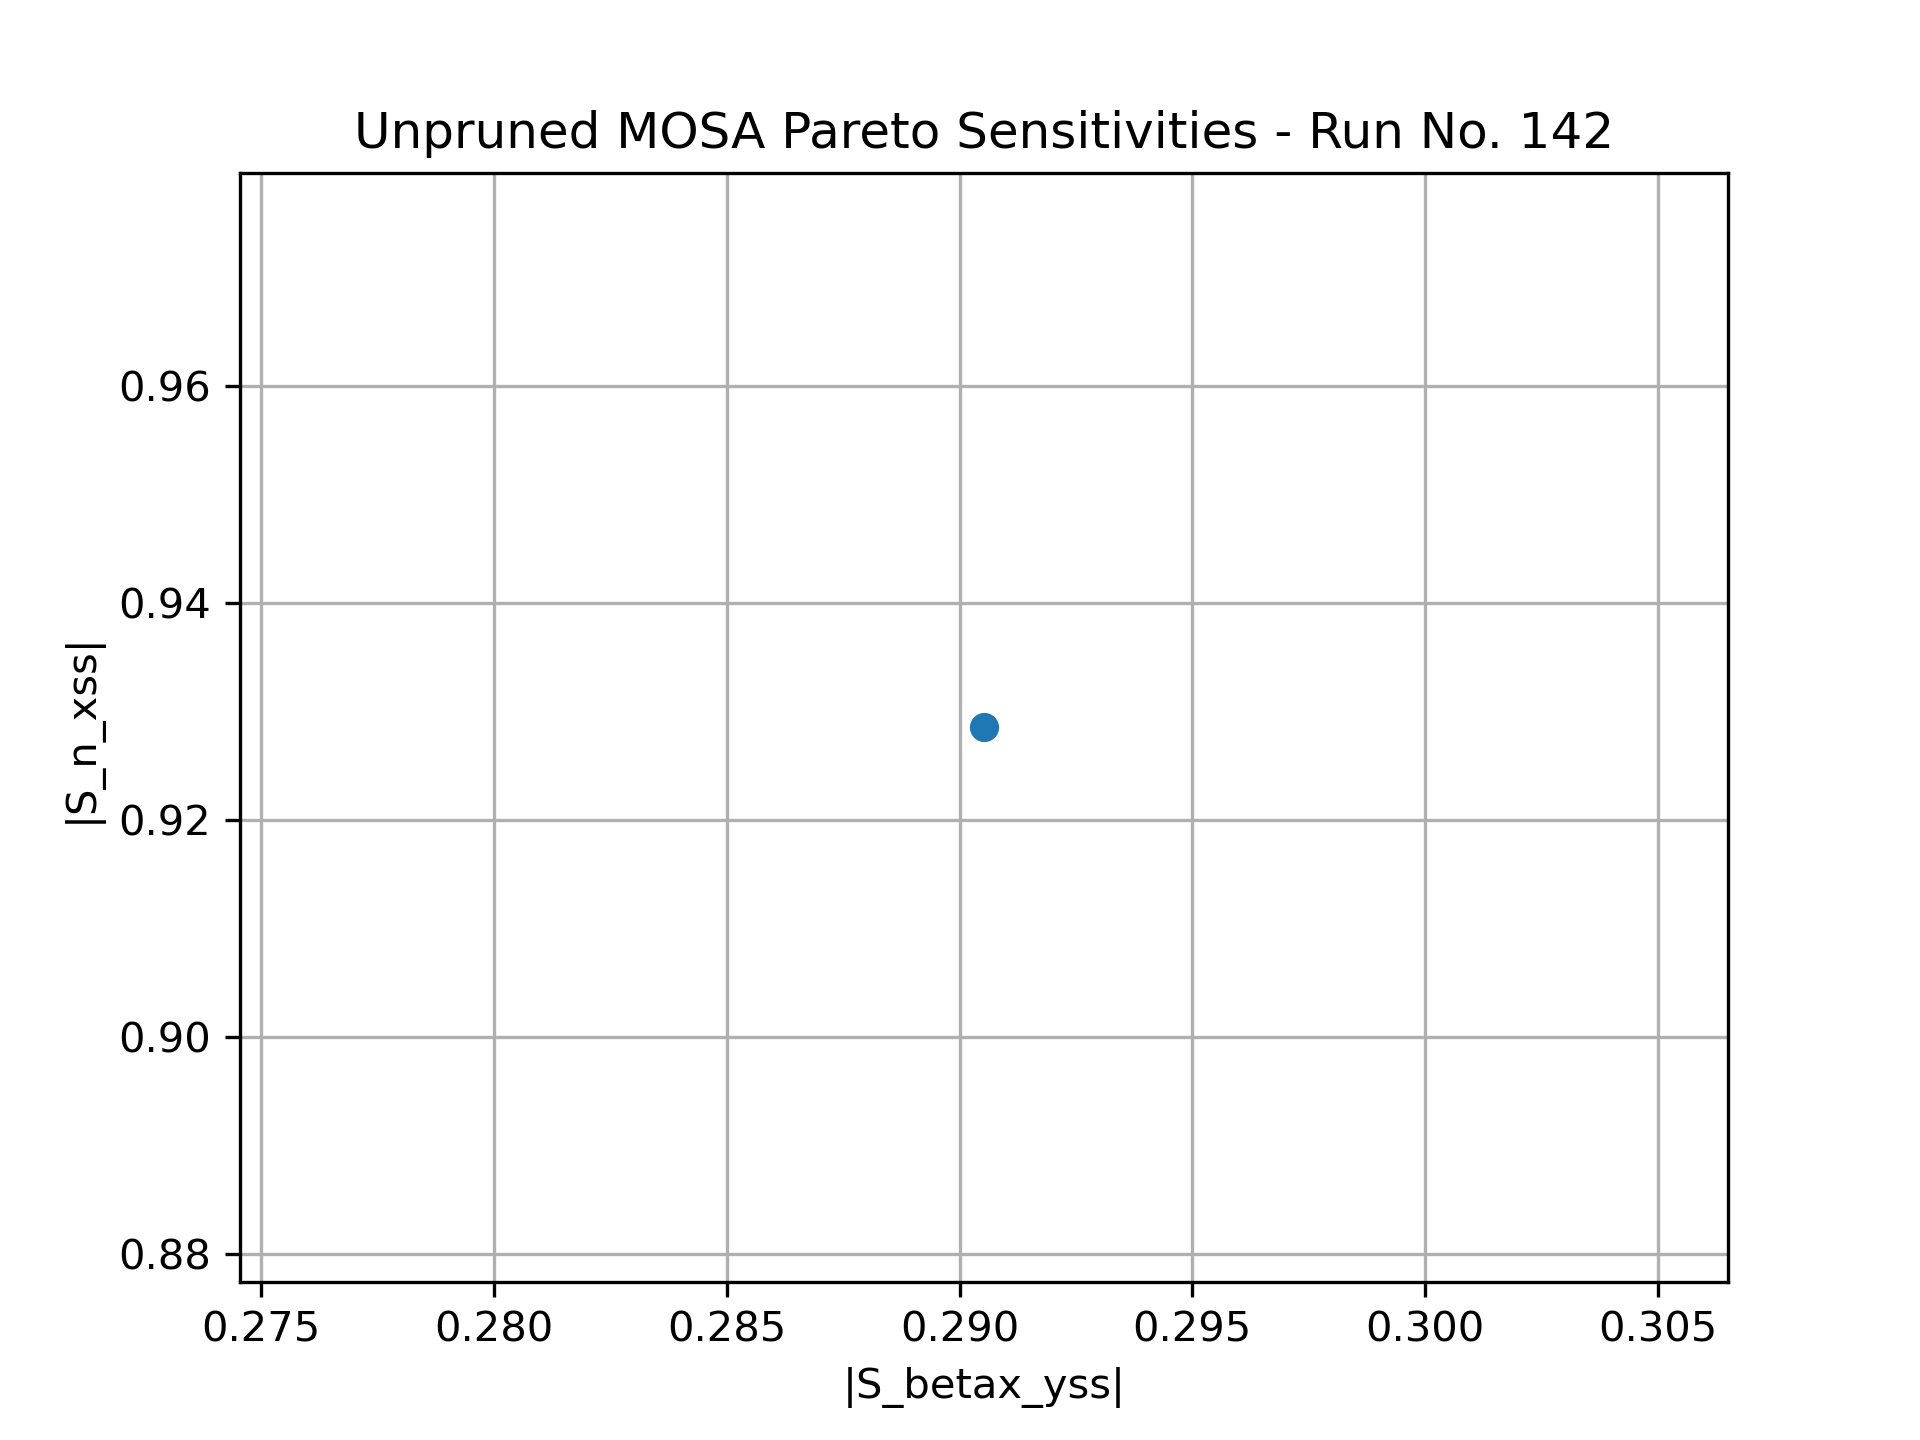 Unpruned MOSA Pareto Sensitivities - Run No. 142
|S_n_xss|
0.96
0.94
0.92
0.90
0.88
0.275 0.280 0.285 0.290 0.295 0.300 0.305
|S_betax_yss|